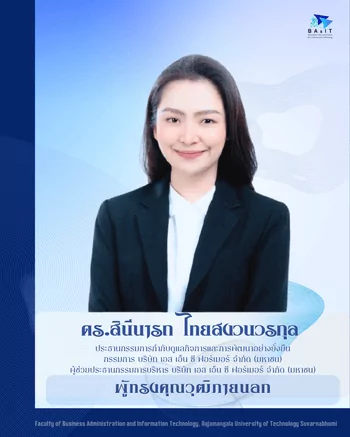 BAsIT
ดร.สินีนารถ ไทยสงวนวรกุล
ประธานกรรมการกำกับดูแลกิจการและการพัฒนาอย่างยั่งยืน
กรรมการ บริษัท เอส เอ็น ซี ฟอร์เมอร์ จำกัด (มหาชน)
ผู้ช่วยประธานกรรมการบริหาร บริษัท เอส เอ็น ซี ฟอร์เมอร์ จำกัด (มหาชน)
ผู้ทรงคุณวุฒิภายนอก
Faculty of Business Administration and Information Technology, Rajamangala University of Technology Suvarnabhumi